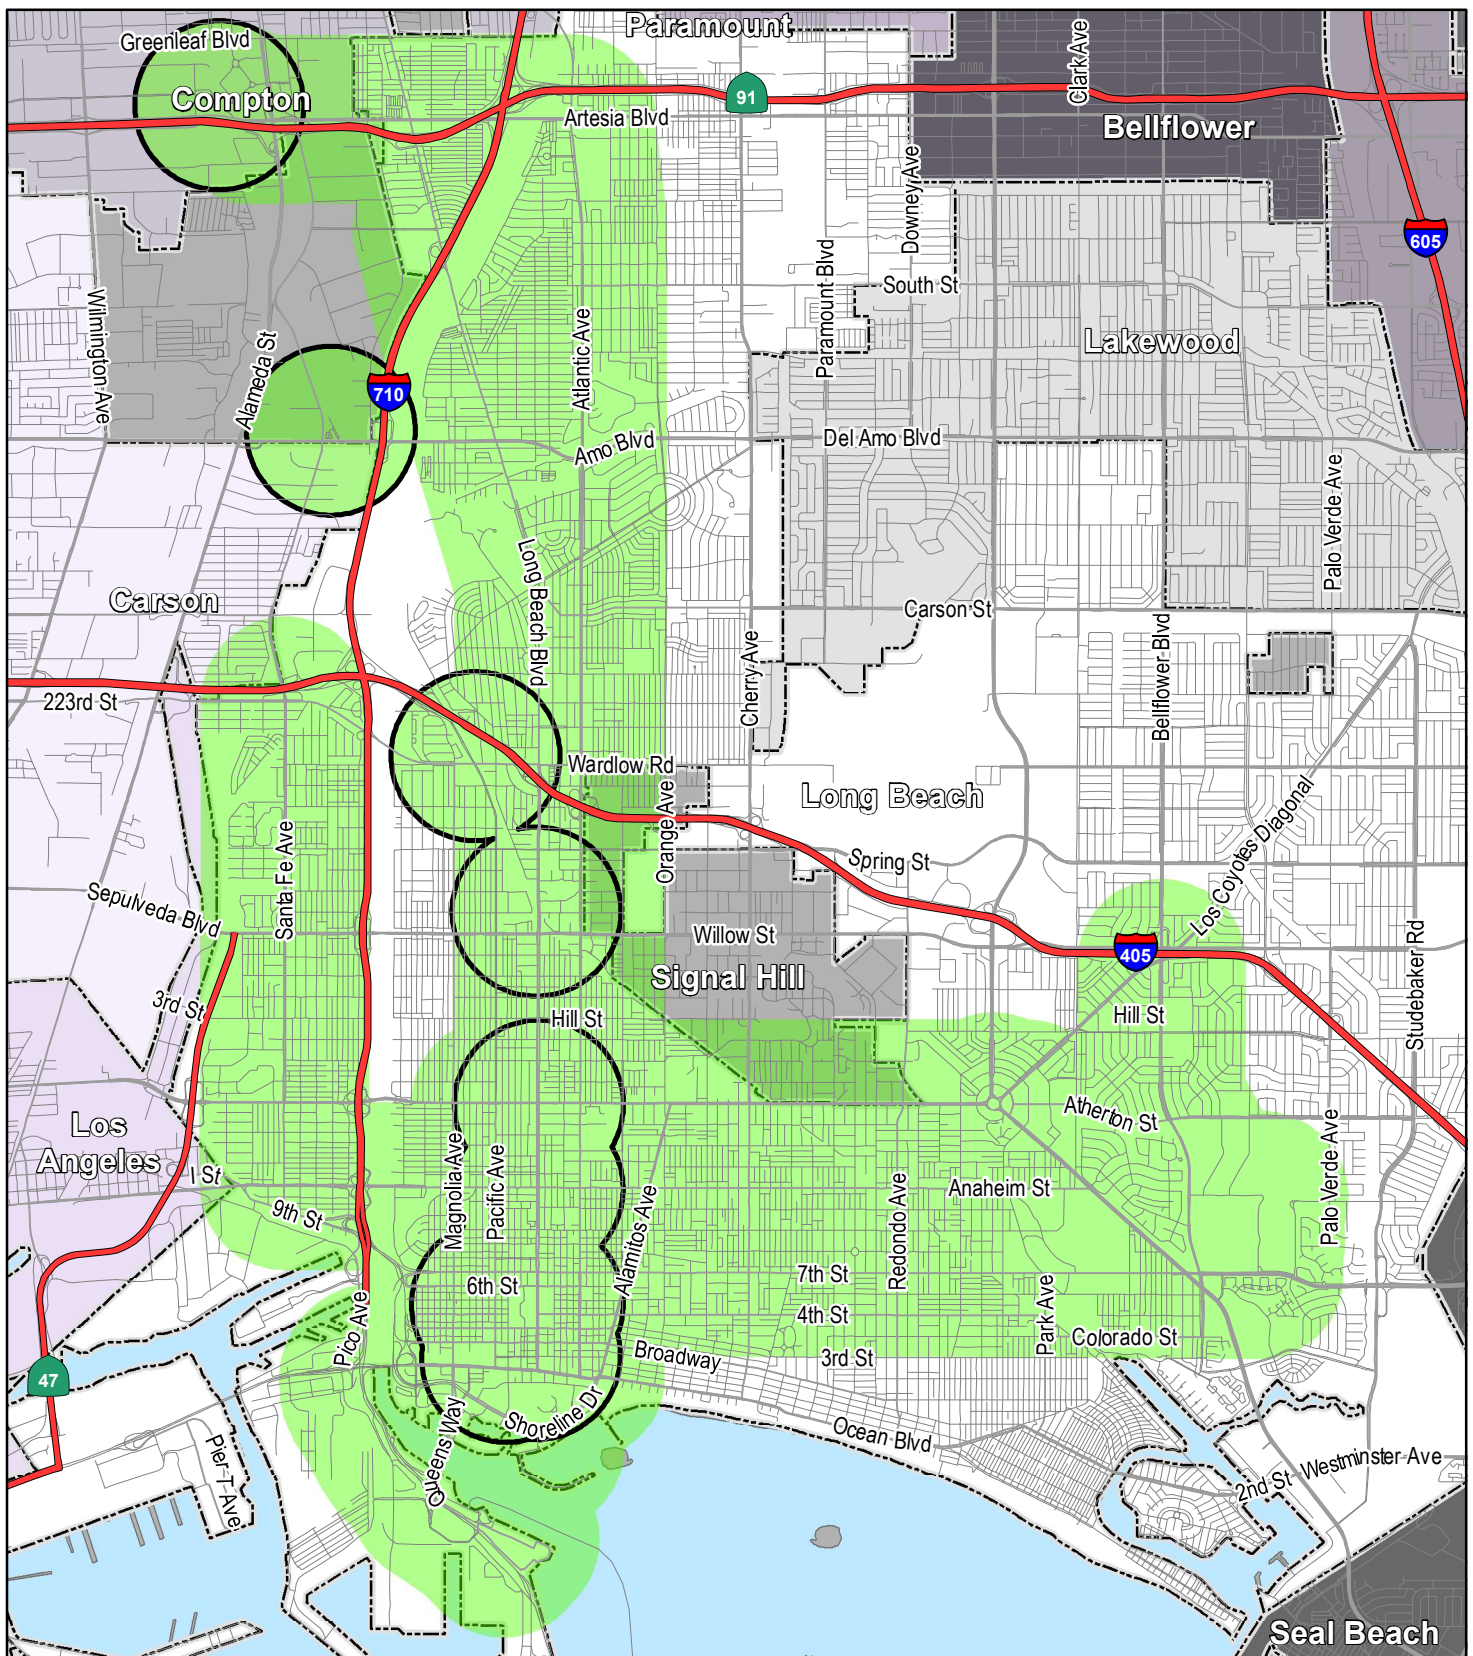 Paramount
Greenleaf Blvd
Clark Ave
Compton
91
Artesia Blvd
Bellflower
Downey Ave
605
Paramount Blvd
South St
Wilmington Ave
Alameda St
Atlantic Ave
Lakewood
710
Amo Blvd
Del Amo Blvd
Palo Verde Ave
Long Beach Blvd
Carson
Carson St
Cherry Ave
Bellflower Blvd
223rd St
Wardlow Rd
Long Beach
Orange Ave
Los Coyotes Diagonal
Santa Fe Ave
Spring St
Sepulveda Blvd
Willow St
405
Studebaker Rd
Signal Hill
3rd St
Hill St
Hill St
Los
Angeles
Atherton St
Palo Verde Ave
Magnolia Ave
Pacific Ave
I St
Alamitos Ave
Redondo Ave
Anaheim St
9th St
6th St
7th St
Park Ave
4th St
Pico Ave
Colorado St
Broadway
3rd St
47
Queens Way
Shoreline Dr
Ocean Blvd
Pier T Ave
2nd St
Westminster Ave
Seal Beach